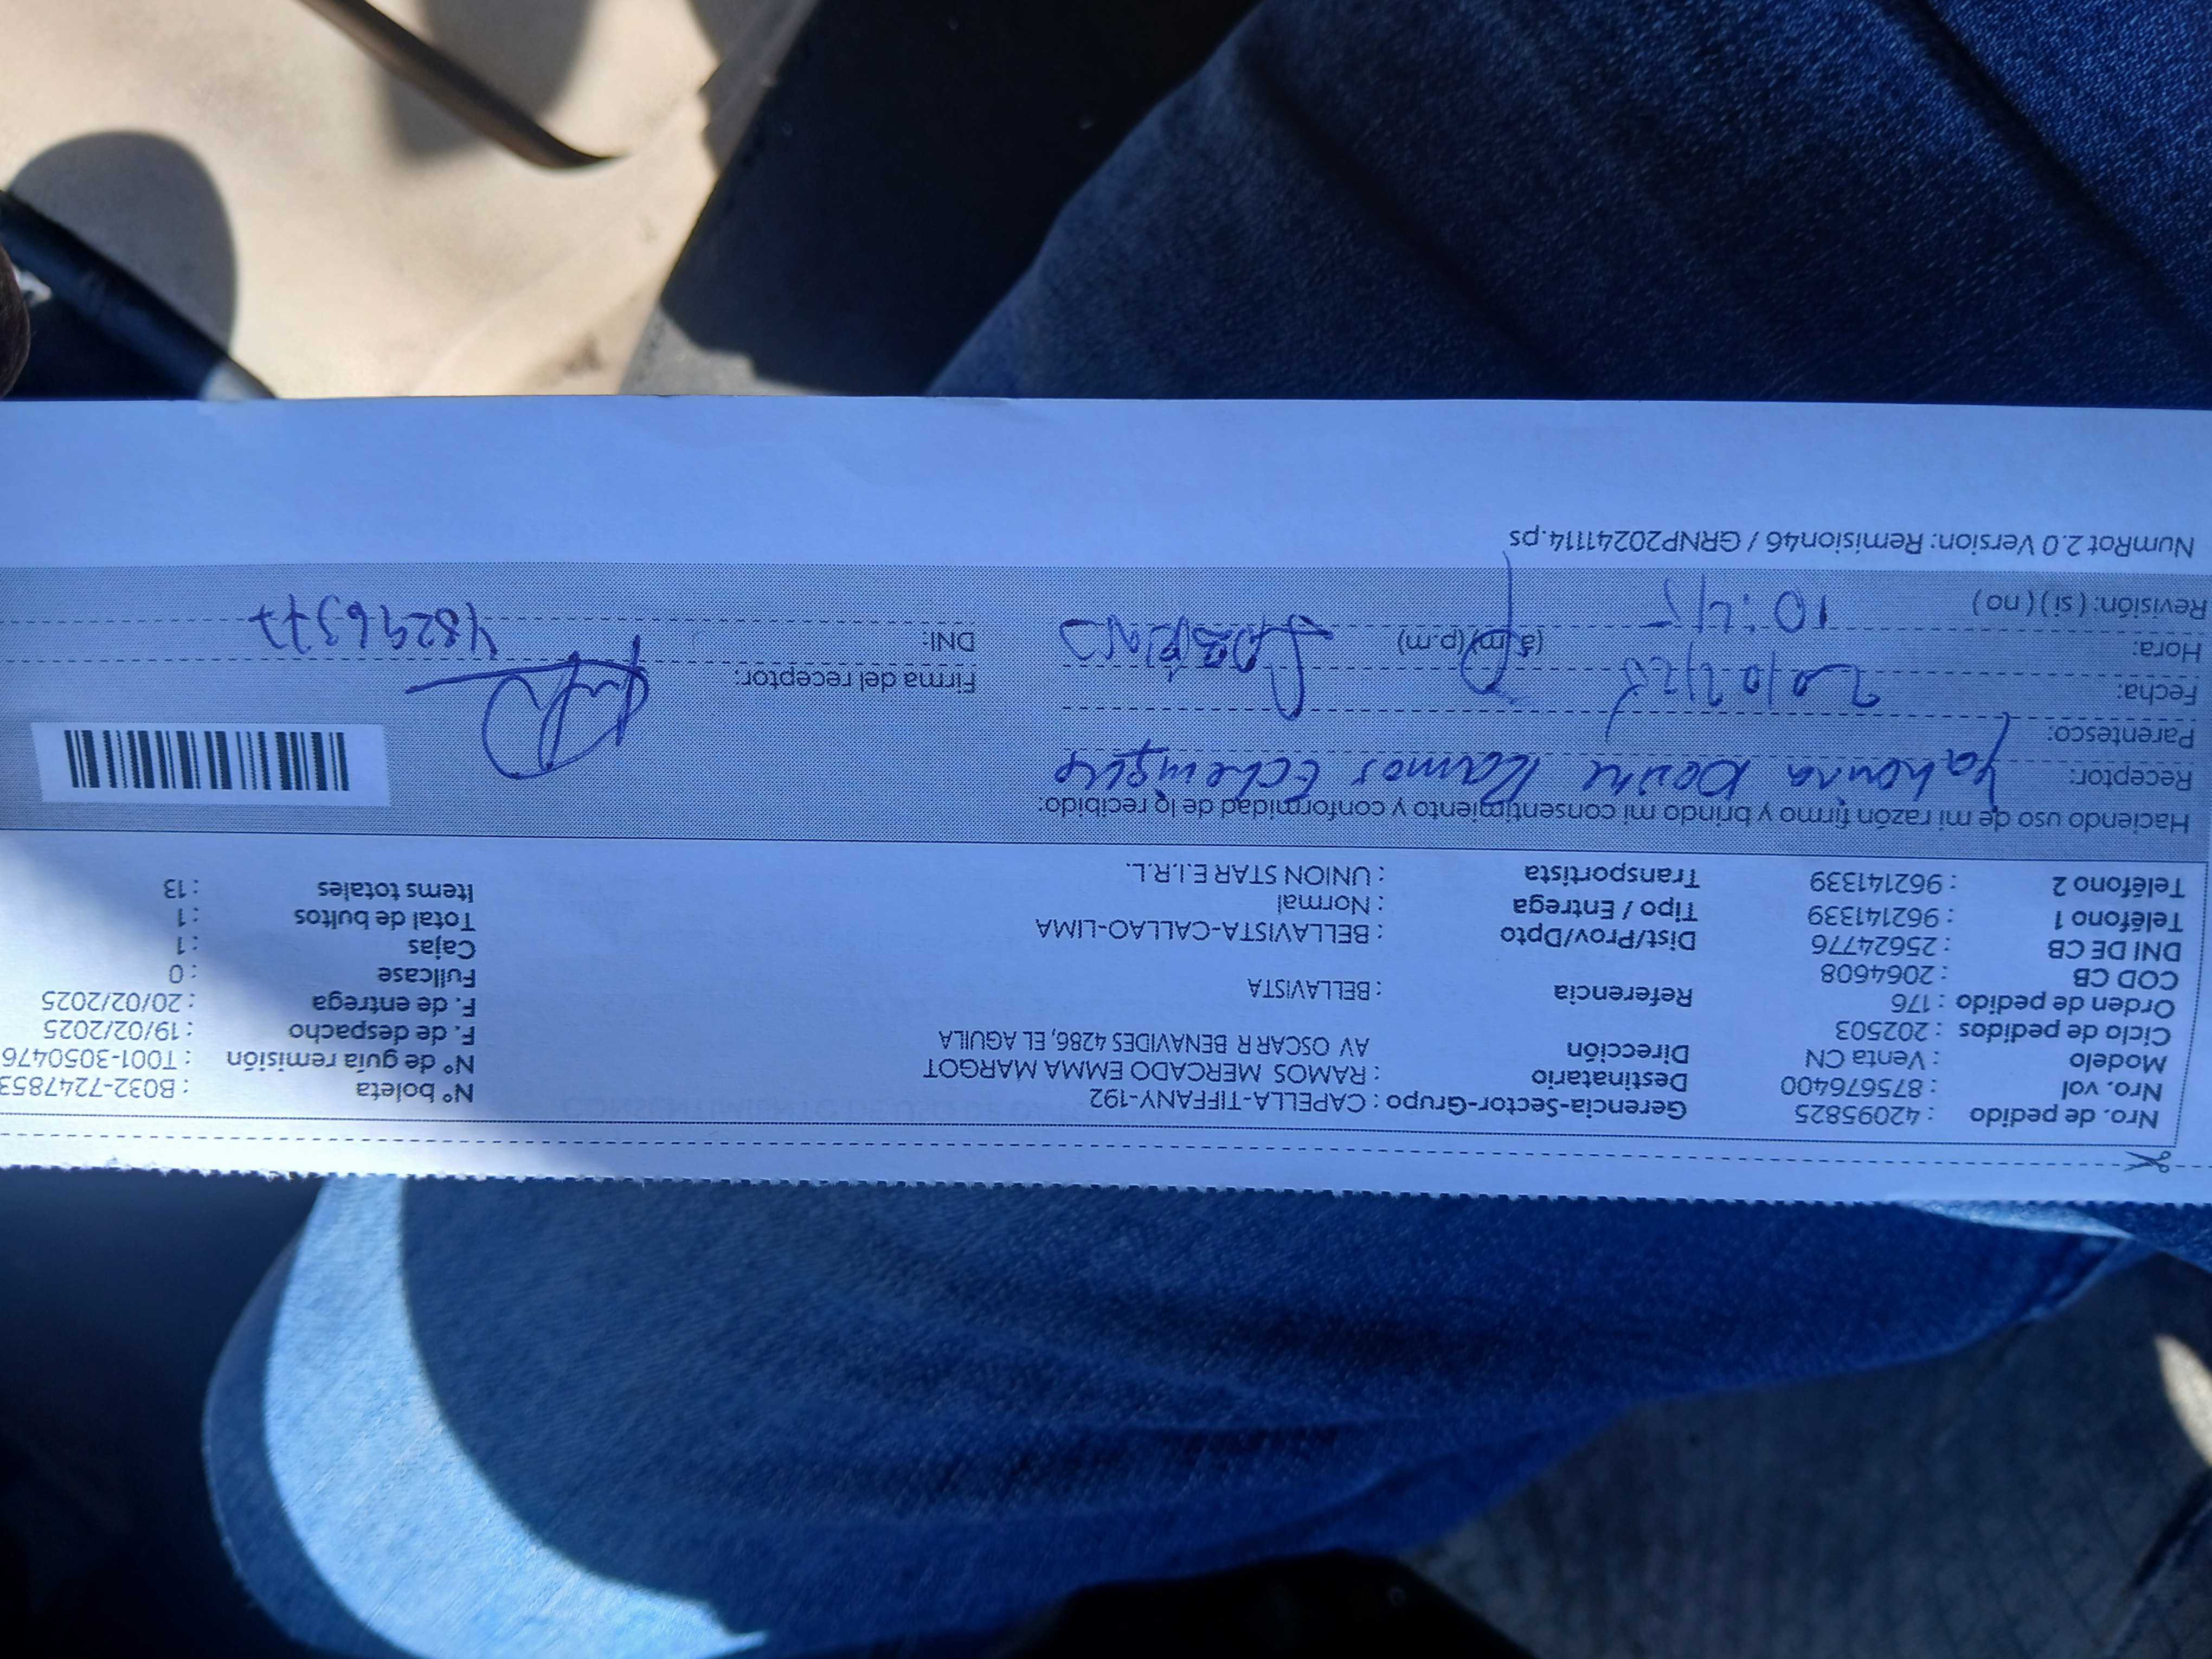 Nro. de pedido : 42095825 Gerencia-Sector-Grupo : CAPELLA-TIFFANY-192 N° boleta : B032-7247853
Nro. vol : 875676400 Destinatario : RAMOS MERCADO EMMA MARGOT N° de guía remisión : T001-3050476
Modelo : Venta CN Dirección AV OSCAR R BENAVIDES 4286, EL AGUILA F. de despacho : 19/02/2025
Ciclo de pedidos : 202503 F. de entrega : 20/02/2025
Orden de pedido : 176 Referencia : BELLAVISTA Fullcase : 0
COD CB : 2064608 Cajas : 1
DNI DE CB : 25624776 Dist/Prov/Dpto : BELLAVISTA-CALLAO-LIMA Total de bultos : 1
Teléfono 1 : 962141339 Tipo / Entrega : Normal Items totales : 13
Teléfono 2 : 962141339 Transportista : UNION STAR E.I.R.L.
Haciendo uso de mi razón firmo y brindo mi consentimiento y conformidad de lo recibido:
Receptor: Ramos
Parentesco:
Fecha: 20/02/25 Firma del receptor:
Hora: 10:45 (a.m)/(p.m) DNI: 48296377
Revisión: ( si ) ( no )
NumRot 2.0 Version: Remision46 / GRNP20241114.ps